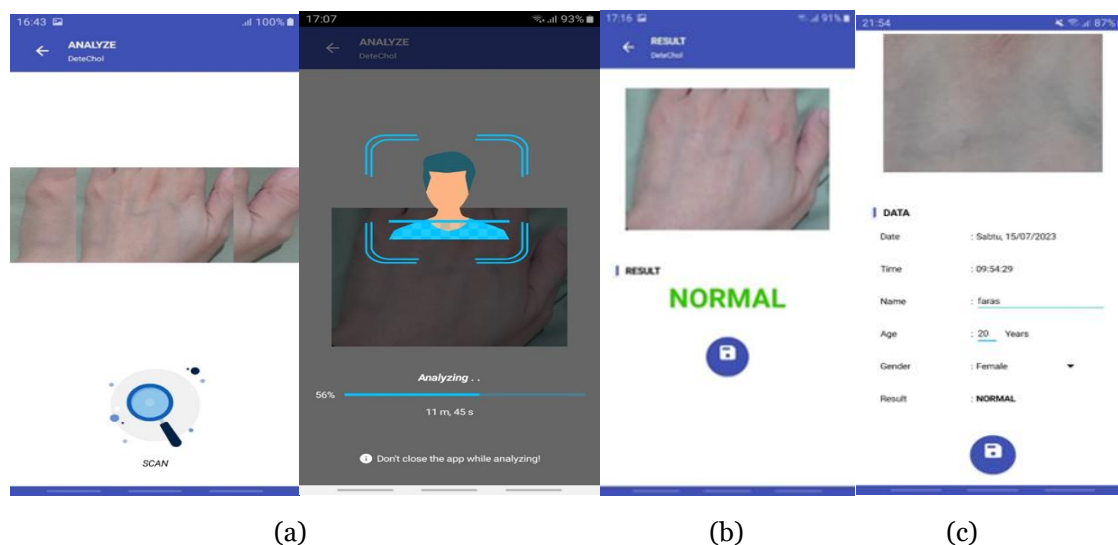 16:43
100%
ANALYZE
DeteChol
SCAN
17:07
93%
ANALYZE
DeteChol
Analyzing . .
56%
11 m, 45 s
Don't close the app while analyzing!
(a)
17:16
91%
RESULT
DeteChol
RESULT
NORMAL
(b)
21:54
87%
DATA
Date : Sabtu, 15/07/2023
Time : 09:54:29
Name : faras
Age : 20 Years
Gender : Female
Result : NORMAL
(c)